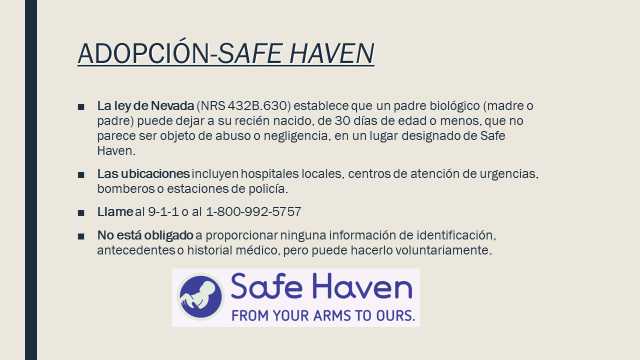 ADOPCIÓN-SAFE HAVEN
■ La ley de Nevada (NRS 432B.630) establece que un padre biológico (madre o
padre) puede dejar a su recién nacido, de 30 días de edad o menos, que no
parece ser objeto de abuso o negligencia, en un lugar designado de Safe
Haven.
■ Las ubicaciones incluyen hospitales locales, centros de atención de urgencias,
bomberos o estaciones de policía.
■ Llame al 9-1-1 o al 1-800-992-5757
■ No está obligado a proporcionar ninguna información de identificación,
antecedentes o historial médico, pero puede hacerlo voluntariamente.
Safe Haven
FROM YOUR ARMS TO OURS.